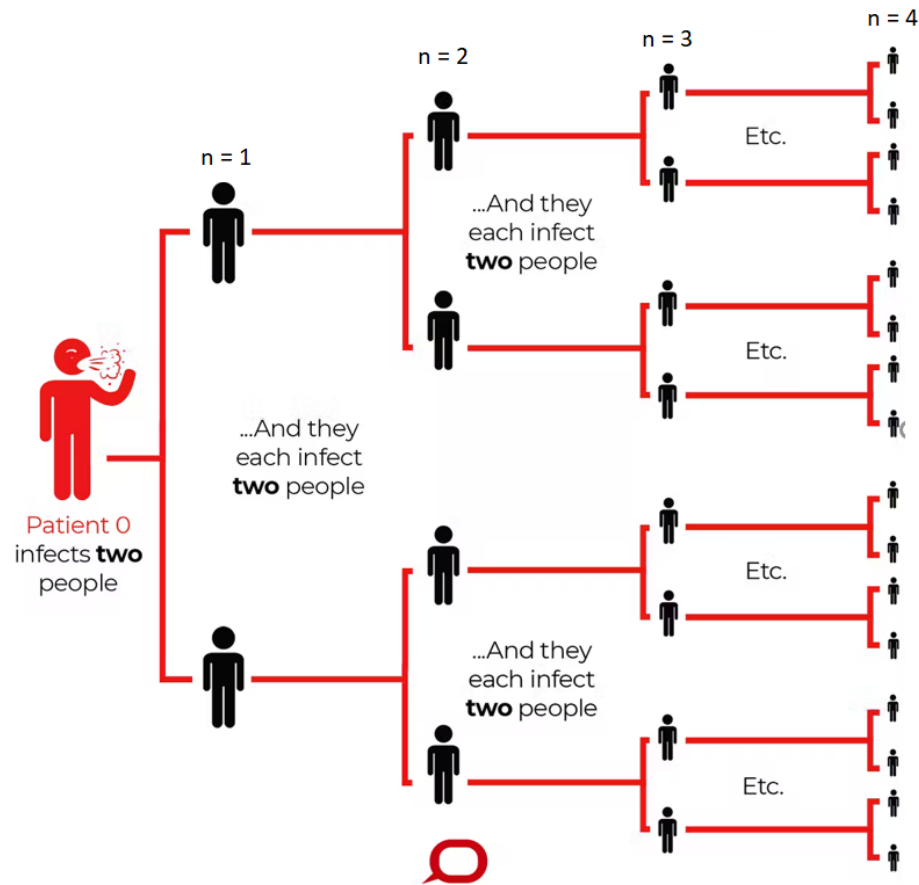 n = 4
n = 3
n = 2
n = 1
Etc.
...And they
each infect
two people
Etc.
...And they
each infect
two people
Patient 0
infects two
people
Etc.
...And they
each infect
two people
Etc.